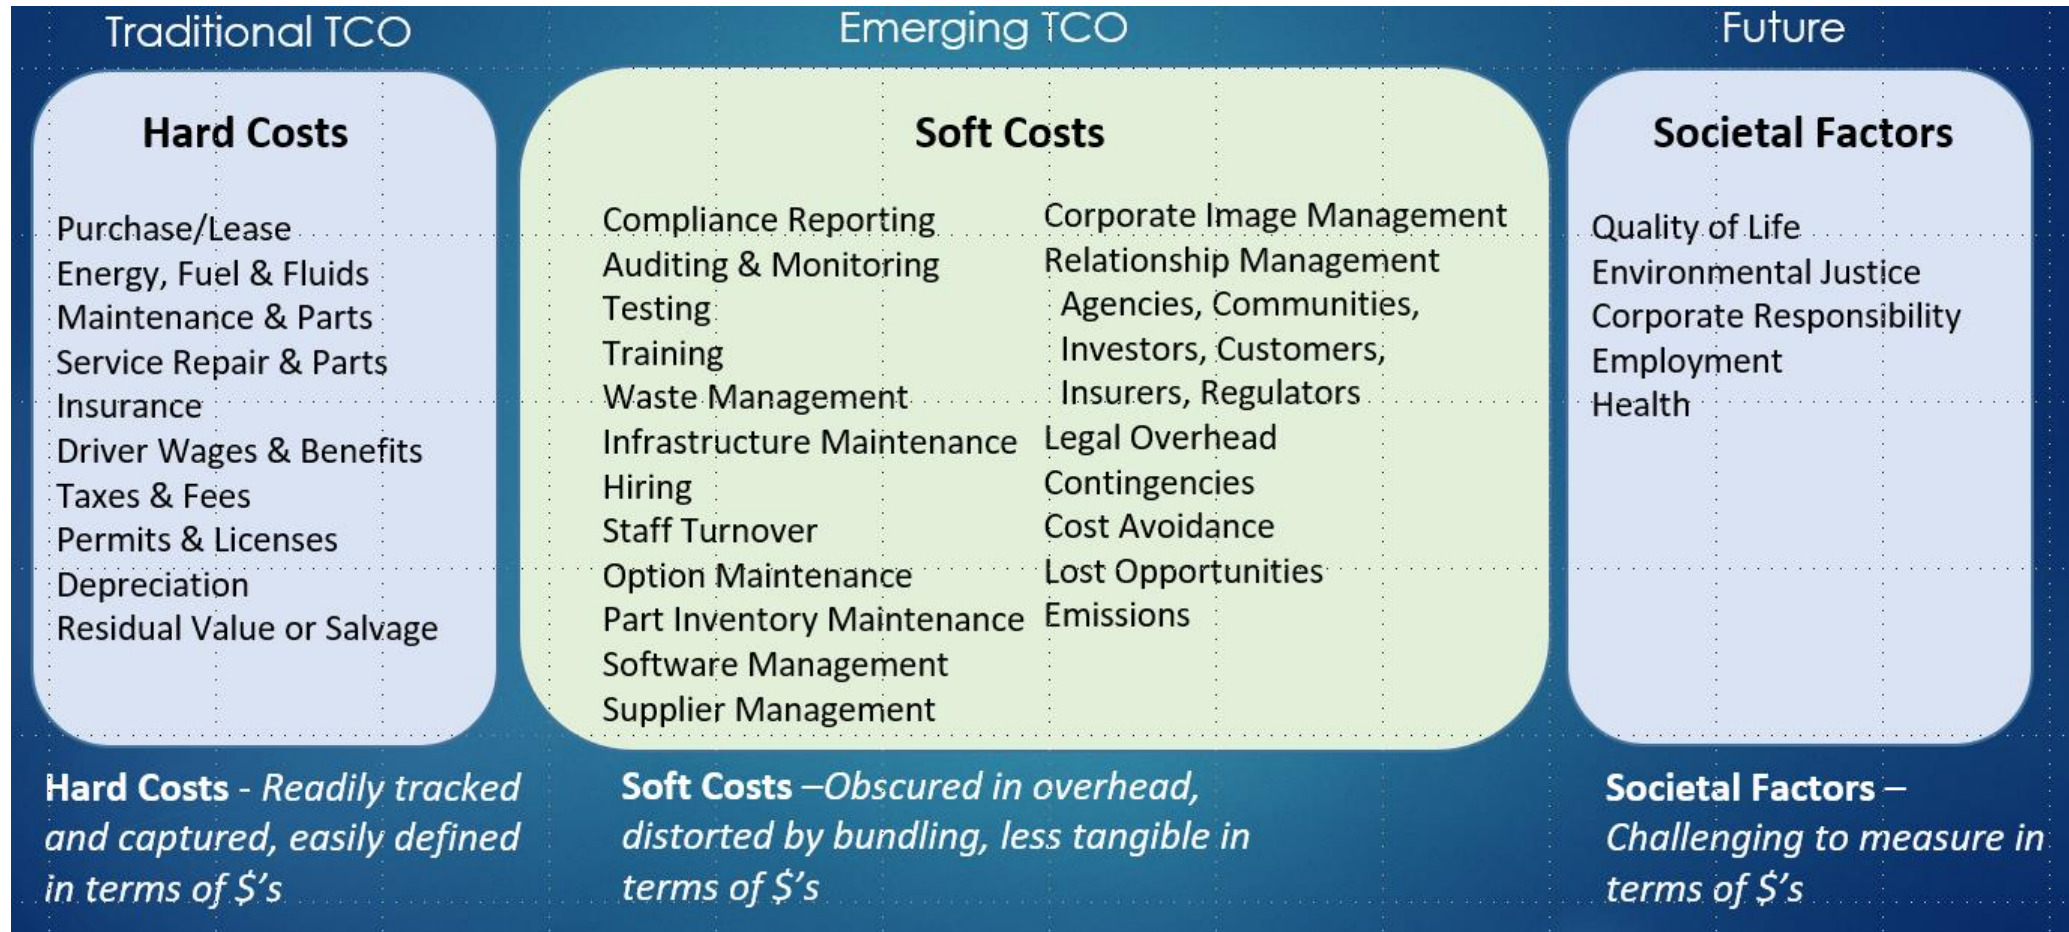 Traditional TCO
Emerging TCO
Future
Hard Costs
Purchase/Lease
Energy, Fuel & Fluids
Maintenance & Parts
Service Repair & Parts
Insurance
Driver Wages & Benefits
Taxes & Fees
Permits & Licenses
Depreciation
Residual Value or Salvage
Soft Costs
Compliance Reporting
Auditing & Monitoring
Testing
Training
Waste Management
Infrastructure Maintenance
Hiring
Staff Turnover
Option Maintenance
Part Inventory Maintenance
Software Management
Supplier Management
Corporate Image Management
Relationship Management
Agencies, Communities,
Investors, Customers,
Insurers, Regulators
Legal Overhead
Contingencies
Cost Avoidance
Lost Opportunities
Emissions
Societal Factors
Quality of Life
Environmental Justice
Corporate Responsibility
Employment
Health
Hard Costs - Readily tracked
and captured, easily defined
in terms of $’s
Soft Costs –Obscured in overhead,
distorted by bundling, less tangible in
terms of $’s
Societal Factors –
Challenging to measure in
terms of $’s